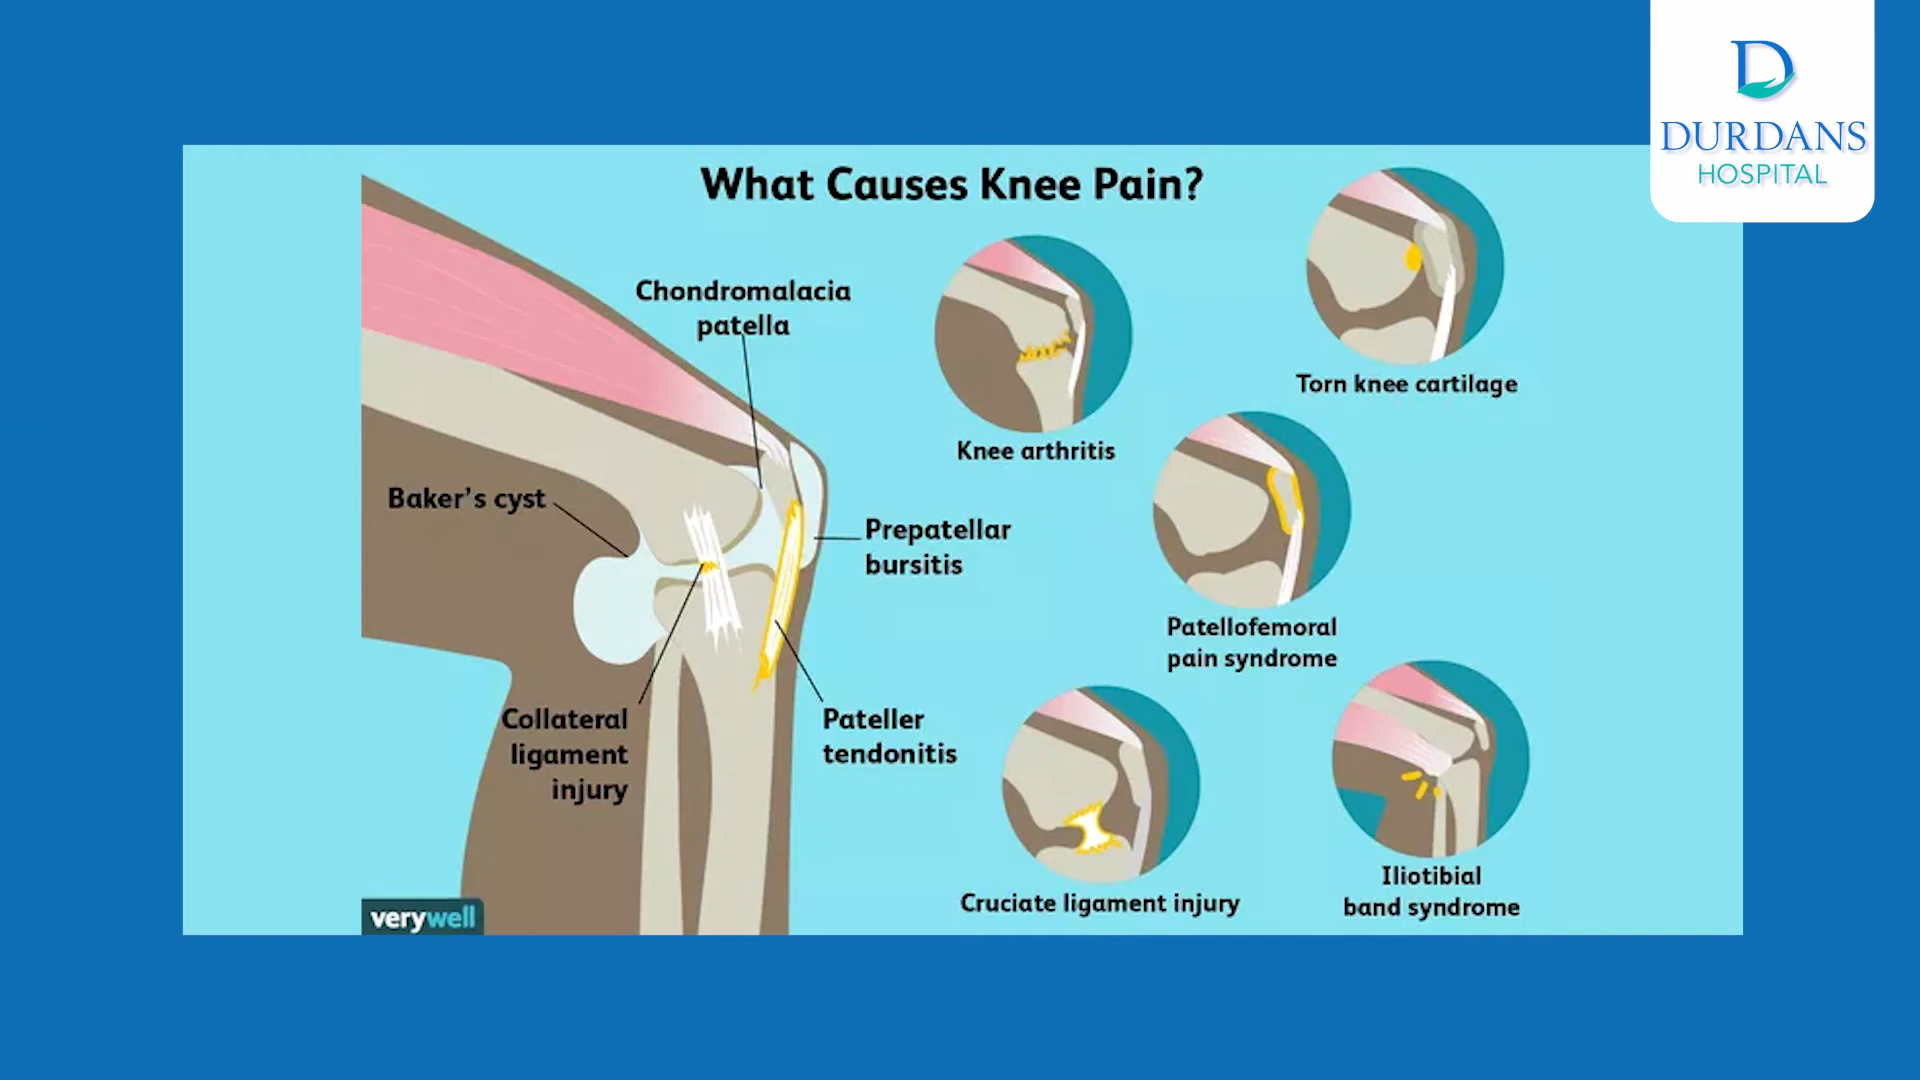 DURDANS
HOSPITAL
What Causes Knee Pain?
Chondromalacia
patella
Baker's cyst
Prepatellar
bursitis
Collateral
ligament
injury
Pateller
tendonitis
Knee arthritis
Torn knee cartilage
Patellofemoral
pain syndrome
Cruciate ligament injury
Iliotibial
band syndrome
verywell